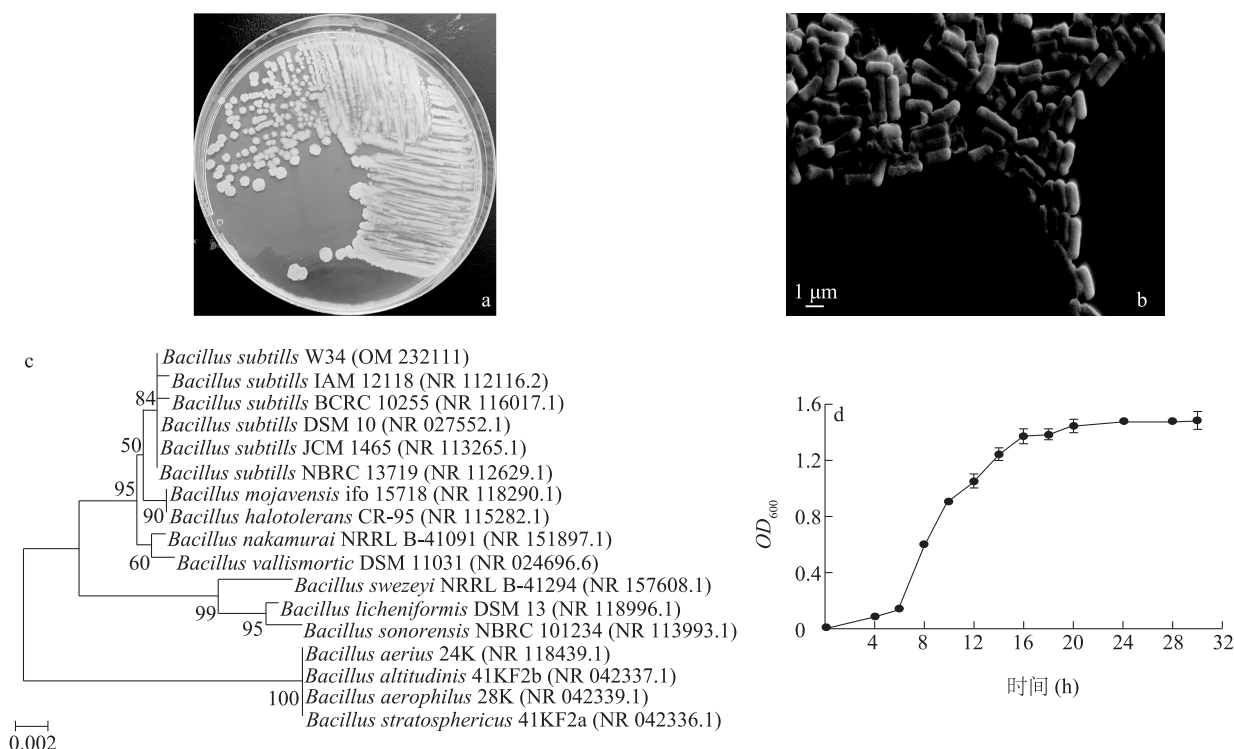 a
1 μm
b
c
Bacillus subtills W34 (OM 232111)
Bacillus subtills IAM 12118 (NR 112116.2)
84
Bacillus subtills BCRC 10255 (NR 116017.1)
Bacillus subtills DSM 10 (NR 027552.1)
50
Bacillus subtills JCM 1465 (NR 113265.1)
Bacillus subtills NBRC 13719 (NR 112629.1)
95
Bacillus mojavensis ifo 15718 (NR 118290.1)
90
Bacillus halotolerans CR-95 (NR 115282.1)
Bacillus nakamurai NRRL B-41091 (NR 151897.1)
60
Bacillus vallismortic DSM 11031 (NR 024696.6)
Bacillus swezeyi NRRL B-41294 (NR 157608.1)
99
Bacillus licheniformis DSM 13 (NR 118996.1)
95
Bacillus sonorensis NBRC 101234 (NR 113993.1)
Bacillus aerius 24K (NR 118439.1)
Bacillus altitudinis 41KF2b (NR 042337.1)
100
Bacillus aerophilus 28K (NR 042339.1)
Bacillus stratosphericus 41KF2a (NR 042336.1)
0.002
d
1.6
1.2
0.8
0.4
0
OD600
4 8 12 16 20 24 28 32
时间 (h)